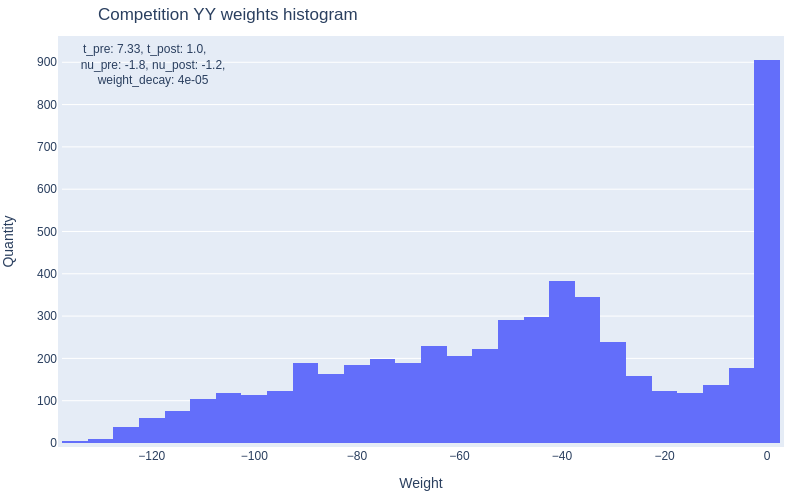 Competition YY weights histogram
t_pre: 7.33, t_post: 1.0,
nu_pre: -1.8, nu_post: -1.2,
weight_decay: 4e-05
900
800
700
600
500
400
300
200
100
0
Quantity
−120 −100 −80 −60 −40 −20 0
Weight